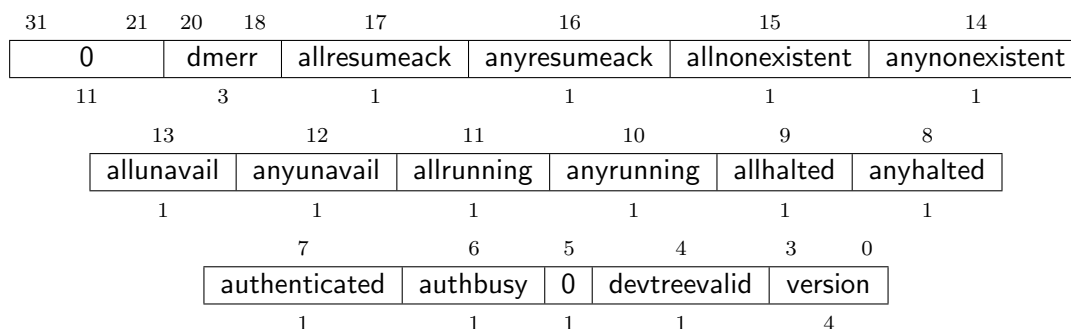 31 21 20 18 17 16 15 14
0 dmerr allresumeack anyresumeack allnonexistent anynonexistent
11 3 1 1 1 1
13 12 11 10 9 8
allunavail anyunavail allrunning anyrunning allhalted anyhalted
1 1 1 1 1 1
7 6 5 4 3 0
authenticated authbusy 0 devtreevalid version
1 1 1 1 4